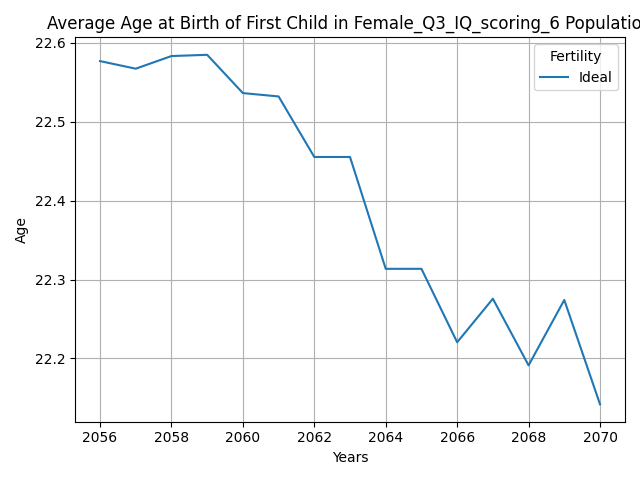 Average Age at Birth of First Child in Female_Q3_IQ_scoring_6 Populatio
22.6
22.5
22.4
22.3
22.2
Age
Fertility
Ideal
2056 2058 2060 2062 2064 2066 2068 2070
Years